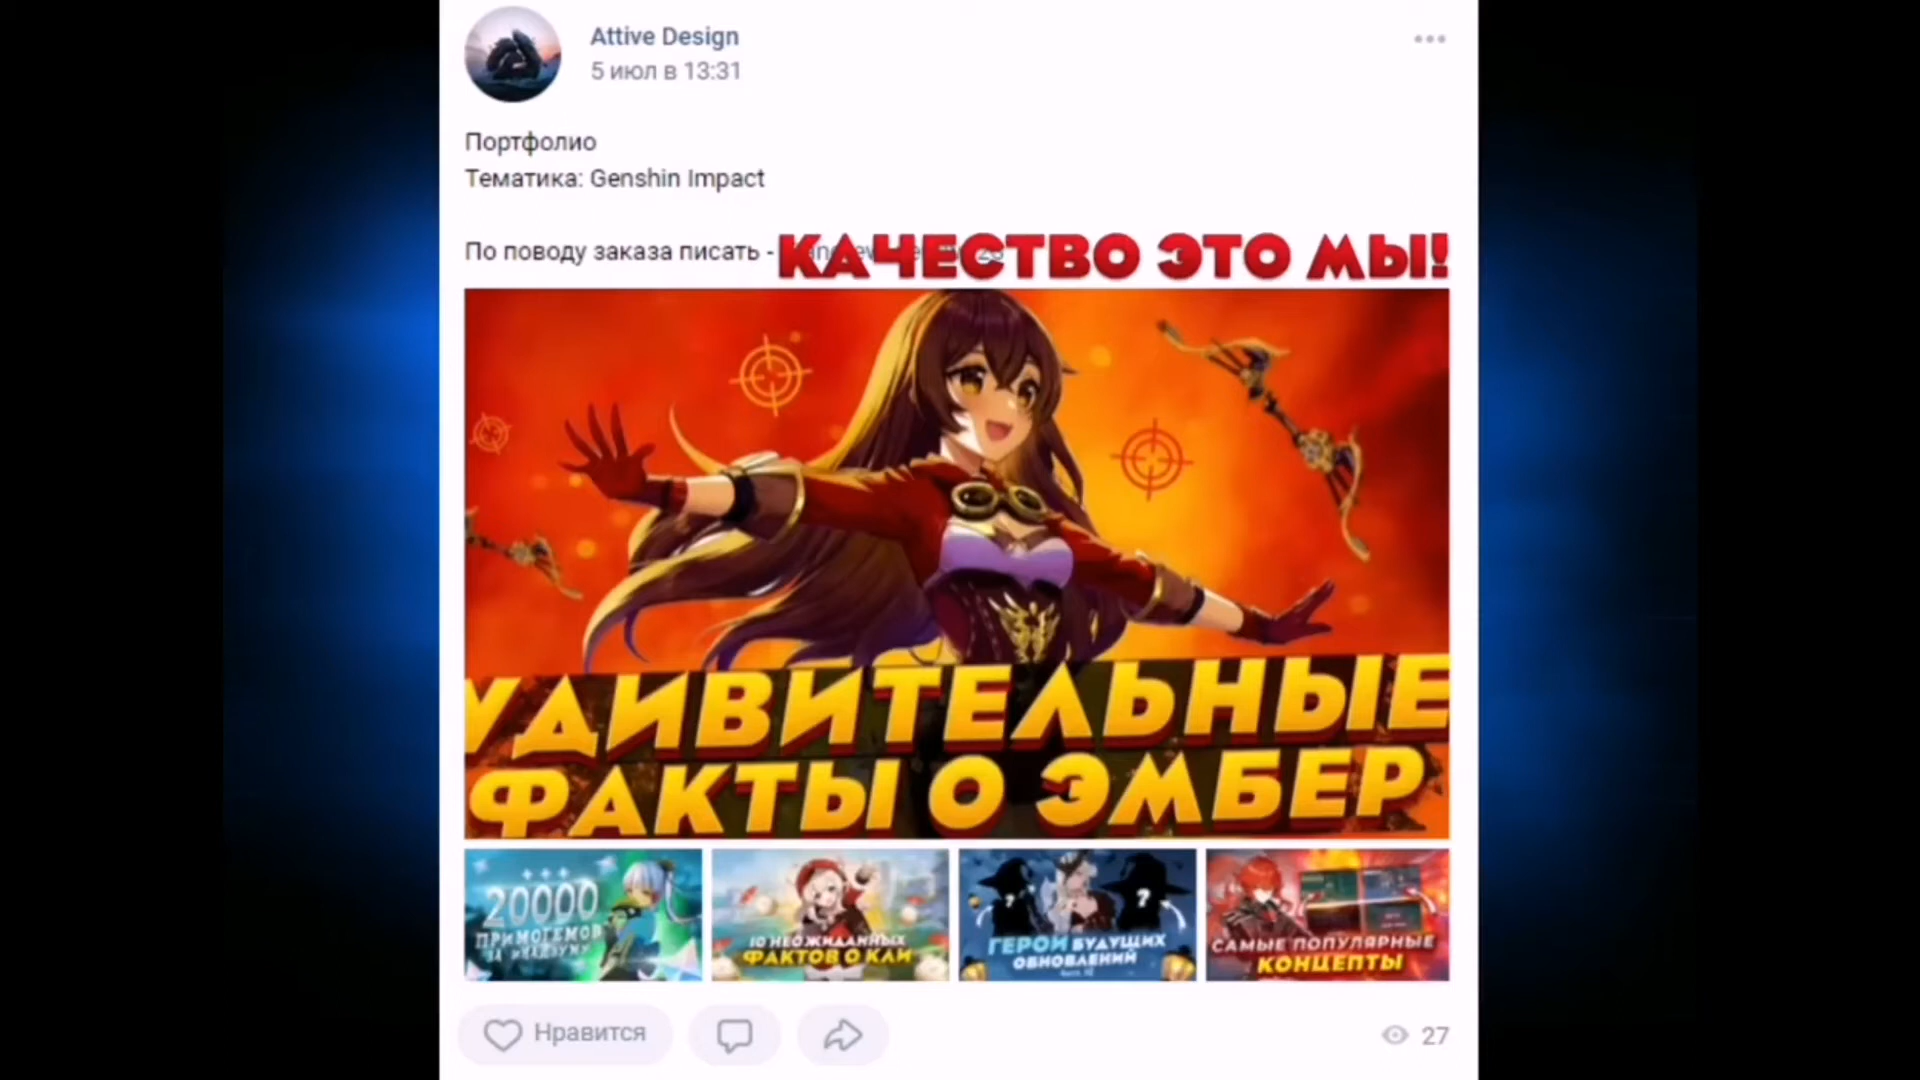 Attive Design
5 июл в 13:31
Портфолио
Тематика: Genshin Impact
По поводу заказа писать -
КАЧЕСТВО ЭТО МЫ!
УДИВИТЕЛЬНЫЕ
ФАКТЫ О ЭМБЕР
20000
ПРИМОГЕМОВ
ЗА ИНАДЗУМУ
10 НЕОЖИДАННЫХ
ФАКТОВ О КЛИ
? ?
ГЕРОИ БУДУЩИХ
ОБНОВЛЕНИЙ
САМЫЕ ПОПУЛЯРНЫЕ
КОНЦЕПТЫ
Нравится
27